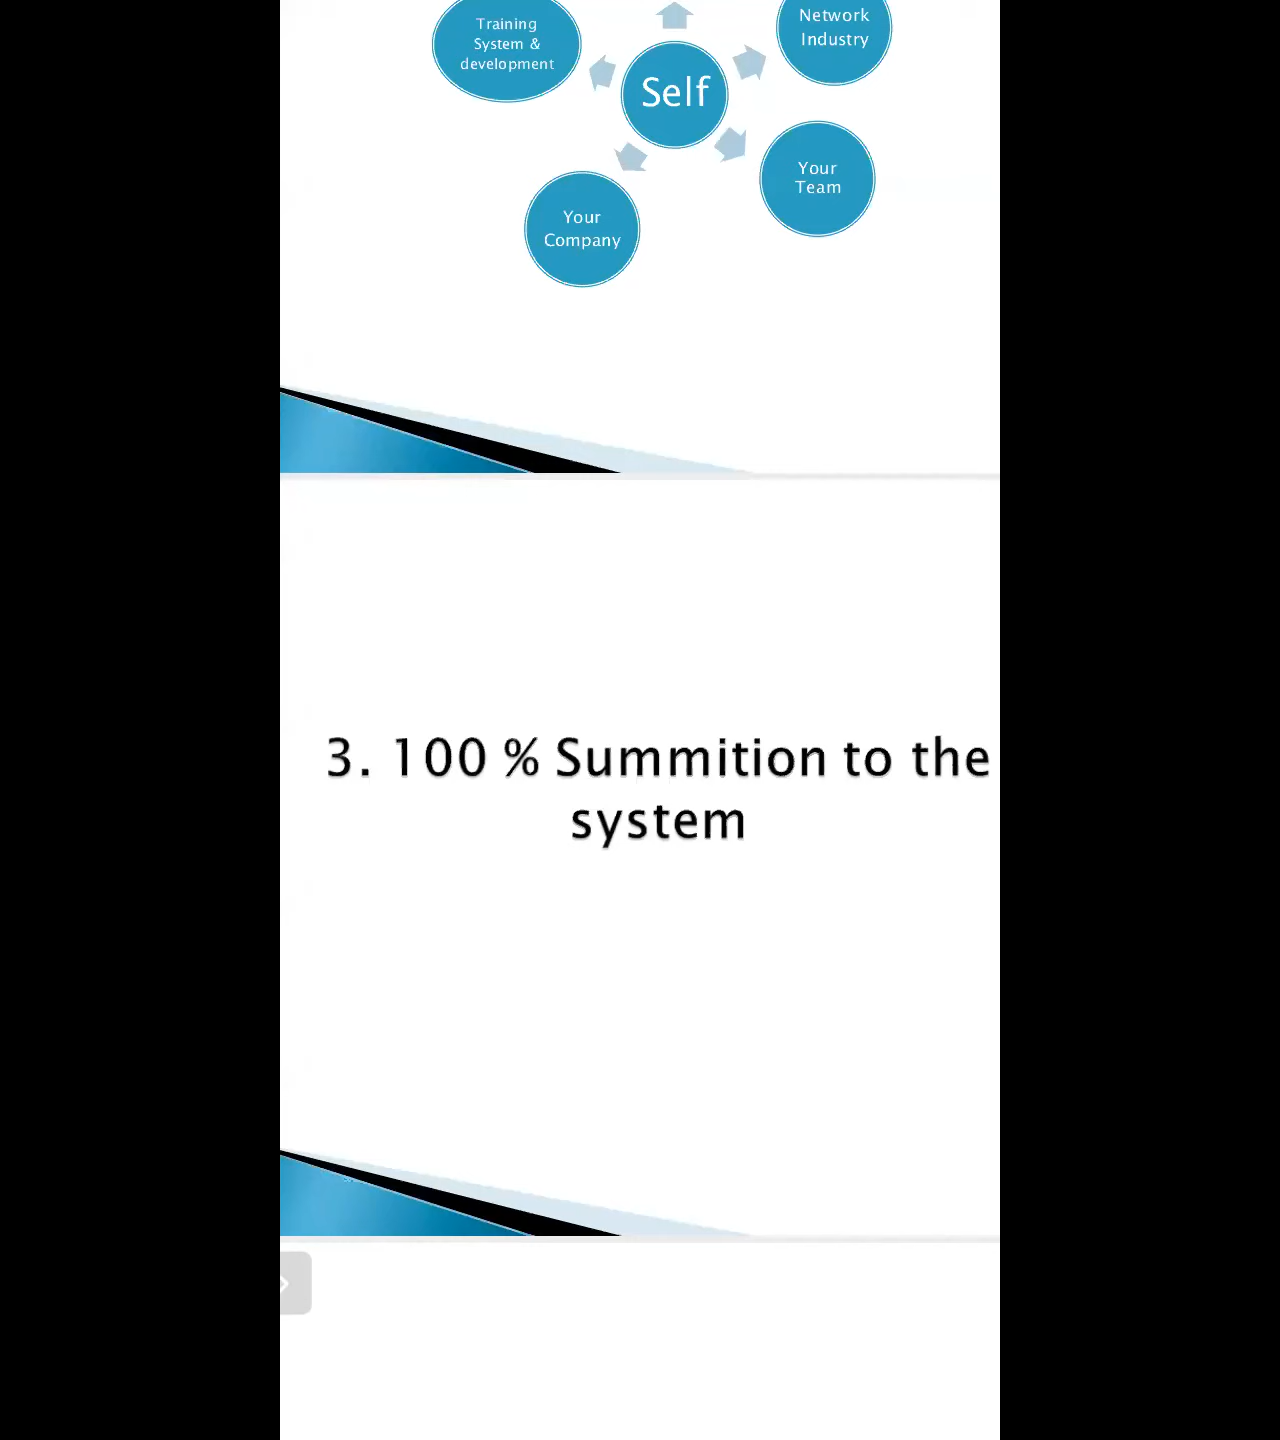 Training
System &
development
Network
Industry
Self
Your
Team
Your
Company
3. 100 % Summition to the
system